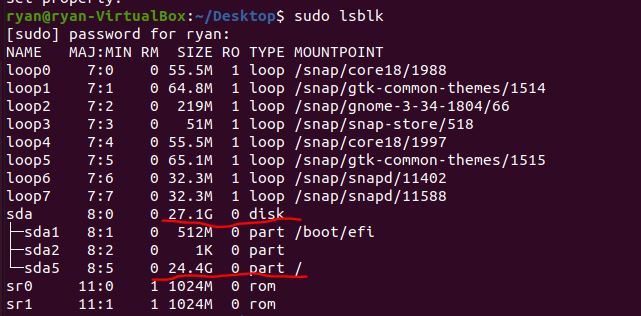 set property:
ryan@ryan-VirtualBox:~/Desktop$ sudo lsblk
[sudo] password for ryan:
NAME MAJ:MIN RM SIZE RO TYPE MOUNTPOINT
loop0 7:0 0 55.5M 1 loop /snap/core18/1988
loop1 7:1 0 64.8M 1 loop /snap/gtk-common-themes/1514
loop2 7:2 0 219M 1 loop /snap/gnome-3-34-1804/66
loop3 7:3 0 51M 1 loop /snap/snap-store/518
loop4 7:4 0 55.5M 1 loop /snap/core18/1997
loop5 7:5 0 65.1M 1 loop /snap/gtk-common-themes/1515
loop6 7:6 0 32.3M 1 loop /snap/snapd/11402
loop7 7:7 0 32.3M 1 loop /snap/snapd/11588
sda 8:0 0 27.1G 0 disk
├─sda1 8:1 0 512M 0 part /boot/efi
├─sda2 8:2 0 1K 0 part
└─sda5 8:5 0 24.4G 0 part /
sr0 11:0 1 1024M 0 rom
sr1 11:1 1 1024M 0 rom